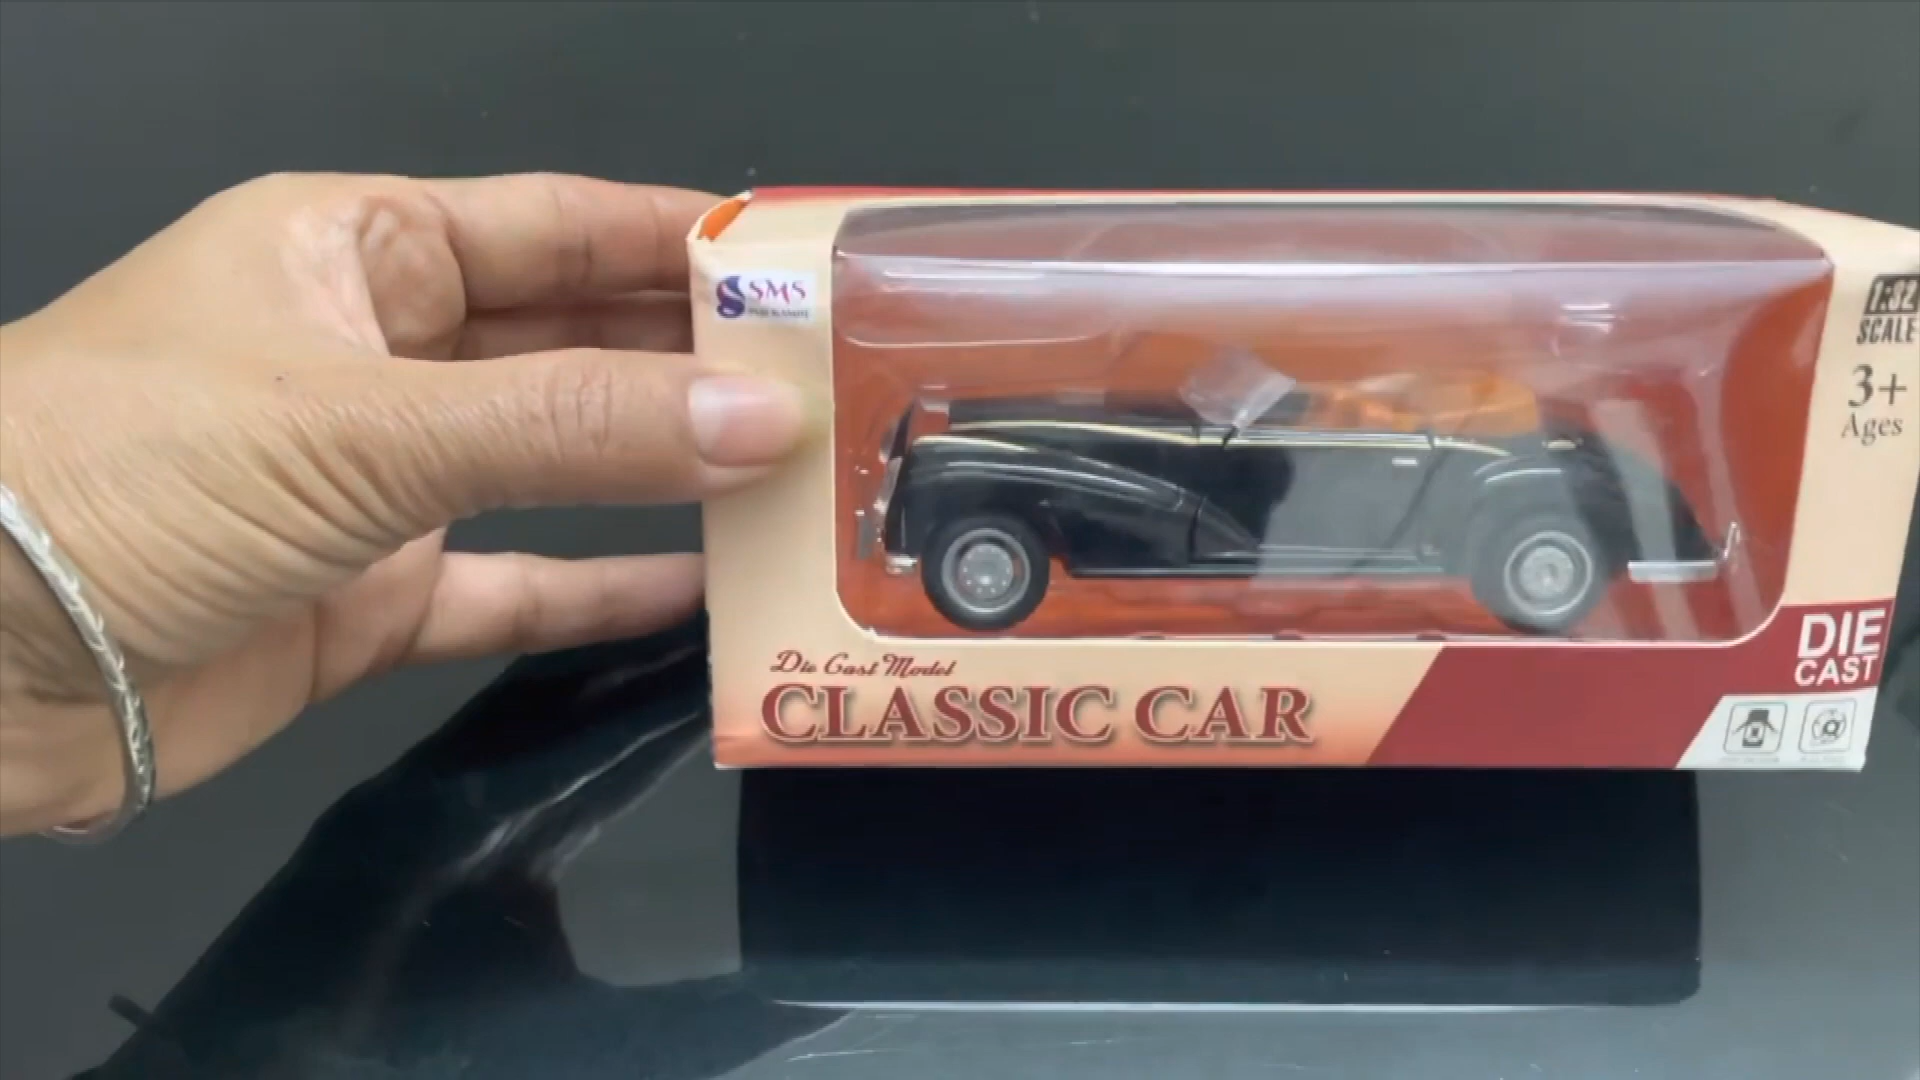 SMS
1:32
SCALE
3+
Ages
Die Cast Model
CLASSIC CAR
DIE
CAST